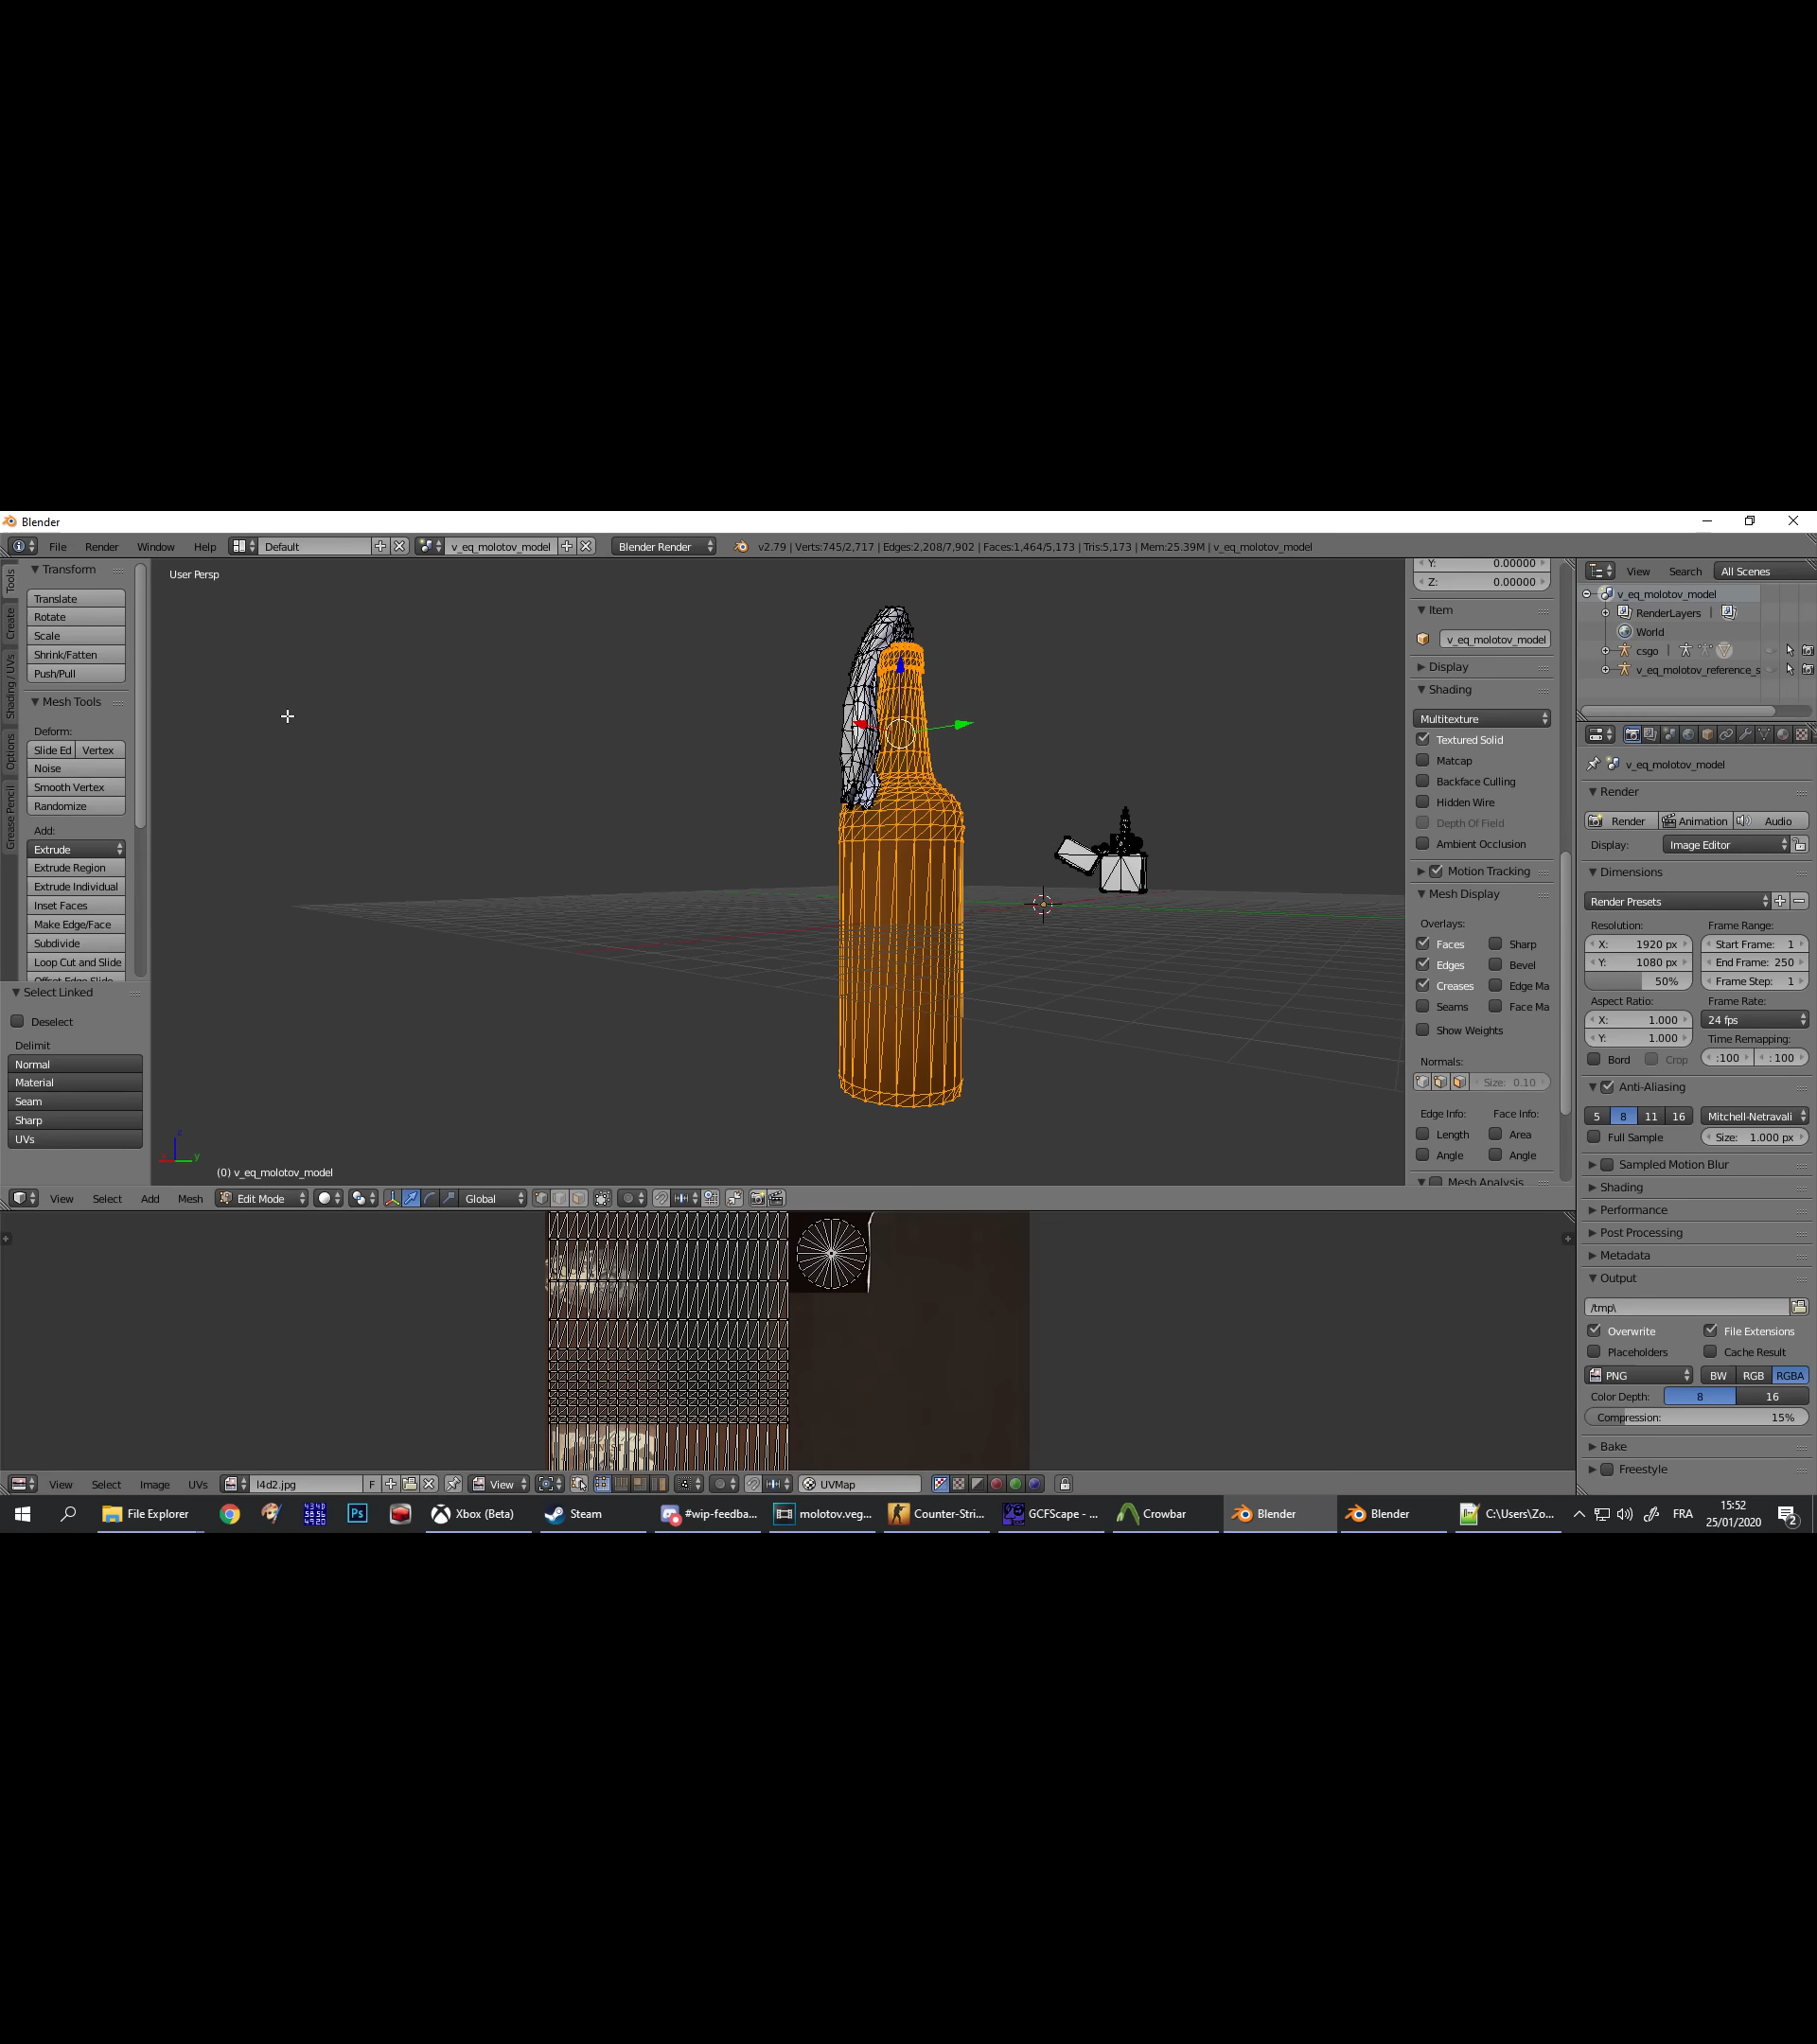 Blender
File Render Window Help Default v_eq_molotov_model Blender Render v2.79 | Verts:745/2,717 | Edges:2,208/7,902 | Faces:1,464/5,173 | Tris:5,173 | Mem:25.39M | v_eq_molotov_model
Tools
Create
Shading / UVs
Options
Grease Pencil
Transform
Translate
Rotate
Scale
Shrink/Fatten
Push/Pull
Mesh Tools
Deform:
Slide Ed Vertex
Noise
Smooth Vertex
Randomize
Add:
Extrude
Extrude Region
Extrude Individual
Inset Faces
Make Edge/Face
Subdivide
Loop Cut and Slide
Offset Edge Slide
Select Linked
Deselect
Delimit
Normal
Material
Seam
Sharp
UVs
User Persp
z
y
(0) v_eq_molotov_model
Y: 0.00000
Z: 0.00000
Item
v_eq_molotov_model
Display
Shading
Multitexture
Textured Solid
Matcap
Backface Culling
Hidden Wire
Depth Of Field
Ambient Occlusion
Motion Tracking
Mesh Display
Overlays:
Faces Sharp
Edges Bevel
Creases Edge Ma
Seams Face Ma
Show Weights
Normals:
Size: 0.10
Edge Info: Face Info:
Length Area
Angle Angle
Mesh Analysis
View Search All Scenes
v_eq_molotov_model
RenderLayers |
World
csgo |
v_eq_molotov_reference_s
v_eq_molotov_model
Render
Render Animation Audio
Display: Image Editor
Dimensions
Render Presets
Resolution: Frame Range:
X: 1920 px Start Frame: 1
Y: 1080 px End Frame: 250
50% Frame Step: 1
Aspect Ratio: Frame Rate:
X: 1.000 24 fps
Y: 1.000 Time Remapping:
Bord Crop :100 : 100
Anti-Aliasing
5 8 11 16 Mitchell-Netravali
Full Sample Size: 1.000 px
Sampled Motion Blur
Shading
Performance
Post Processing
Metadata
Output
/tmp\
Overwrite File Extensions
Placeholders Cache Result
PNG BW RGB RGBA
Color Depth: 8 16
Compression: 15%
Bake
Freestyle
View Select Add Mesh Edit Mode Global
View Select Image UVs l4d2.jpg F View UVMap
File Explorer Ps Xbox (Beta) Steam #wip-feedba... molotov.veg... Counter-Stri... GCFScape - ... Crowbar Blender Blender C:\Users\Zo... FRA 15:52
25/01/2020 2